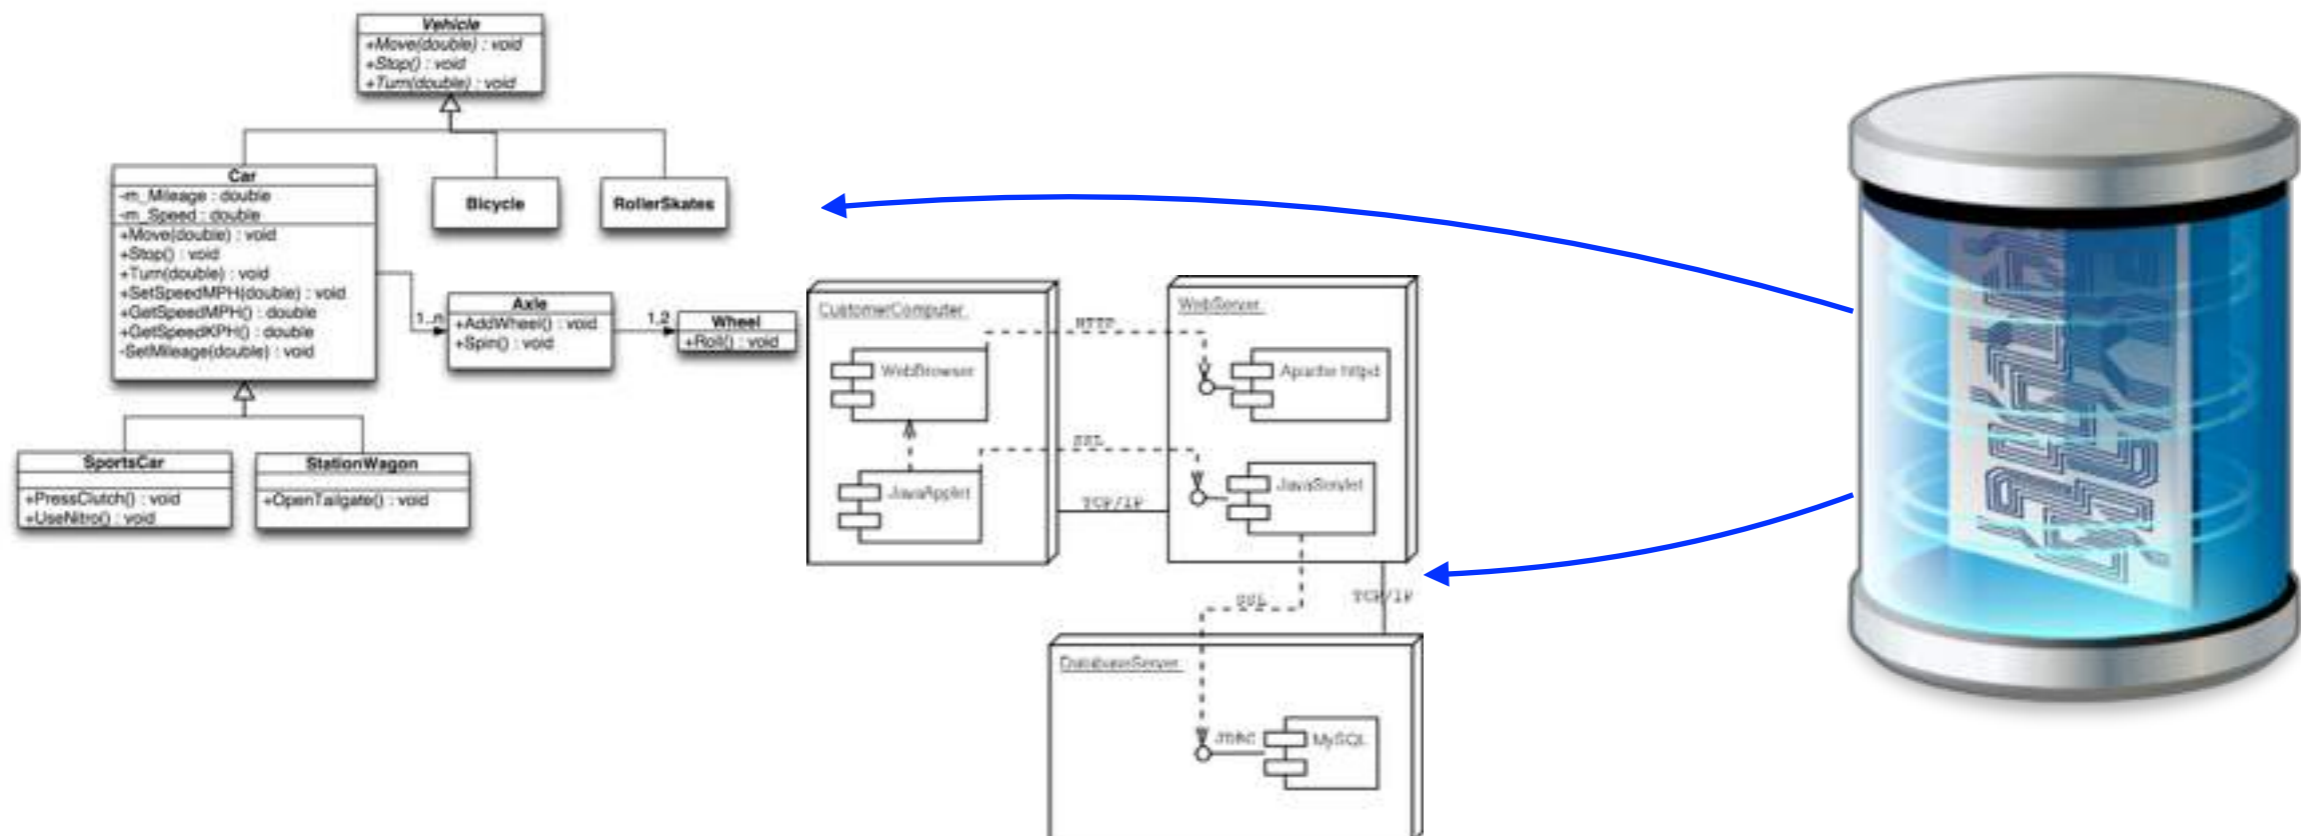 Vehicle
+Move(double) : void
+Stop() : void
+Turn(double) : void
Car
-m_Mileage : double
-m_Speed : double
+Move(double) : void
+Stop() : void
+Turn(double) : void
+SetSpeedMPH(double) : void
+GetSpeedMPH() : double
+GetSpeedKPH() : double
-SetMileage(double) : void
Bicycle
RollerSkates
1..n
Axle
+AddWheel() : void
+Spin() : void
1,2
Wheel
+Roll() : void
SportsCar
+PressClutch() : void
+UseNitro() : void
StationWagon
+OpenTailgate() : void
CustomerComputer
WebBrowser
JavaApplet
HTTP
SSL
TCP/IP
WebServer
Apache httpd
JavaServlet
SSL
TCP/IP
DatabaseServer
JDBC
MySQL